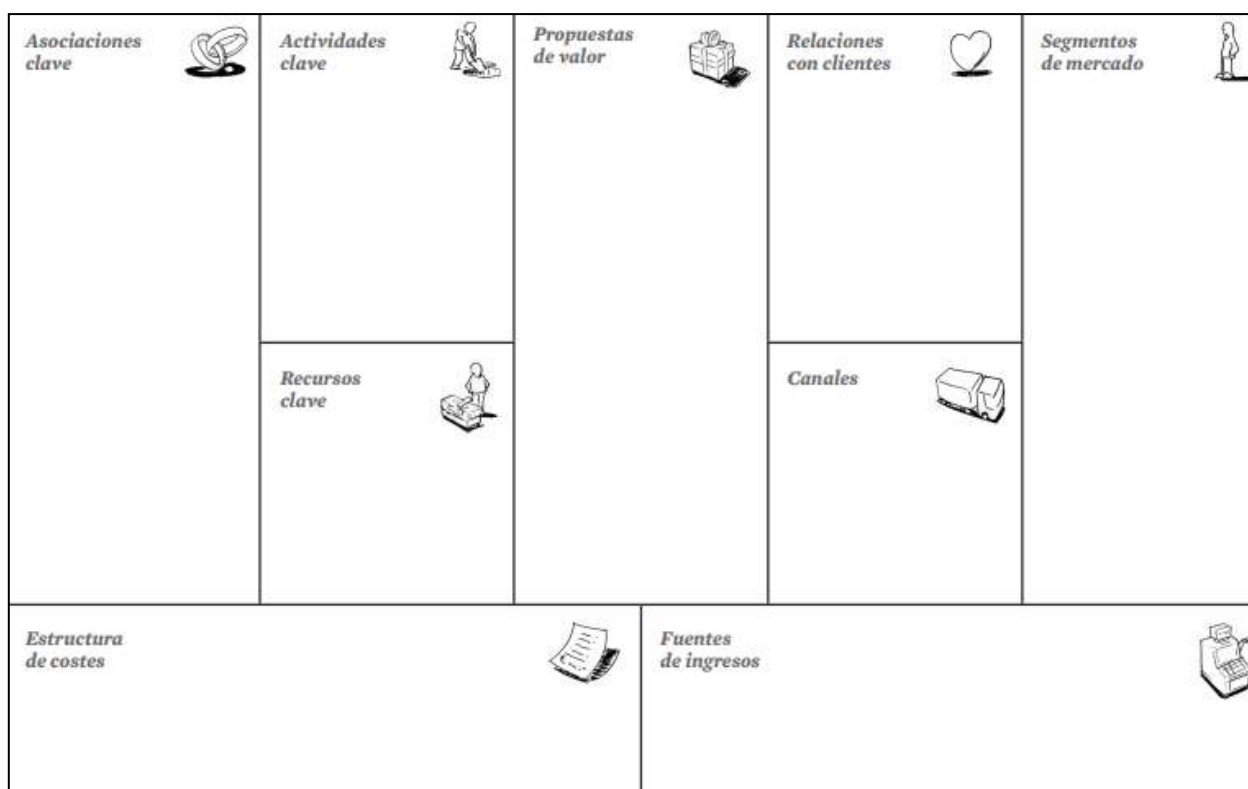 Asociaciones
clave
Actividades
clave
Propuestas
de valor
Relaciones
con clientes
Segmentos
de mercado
Recursos
clave
Canales
Estructura
de costes
Fuentes
de ingresos